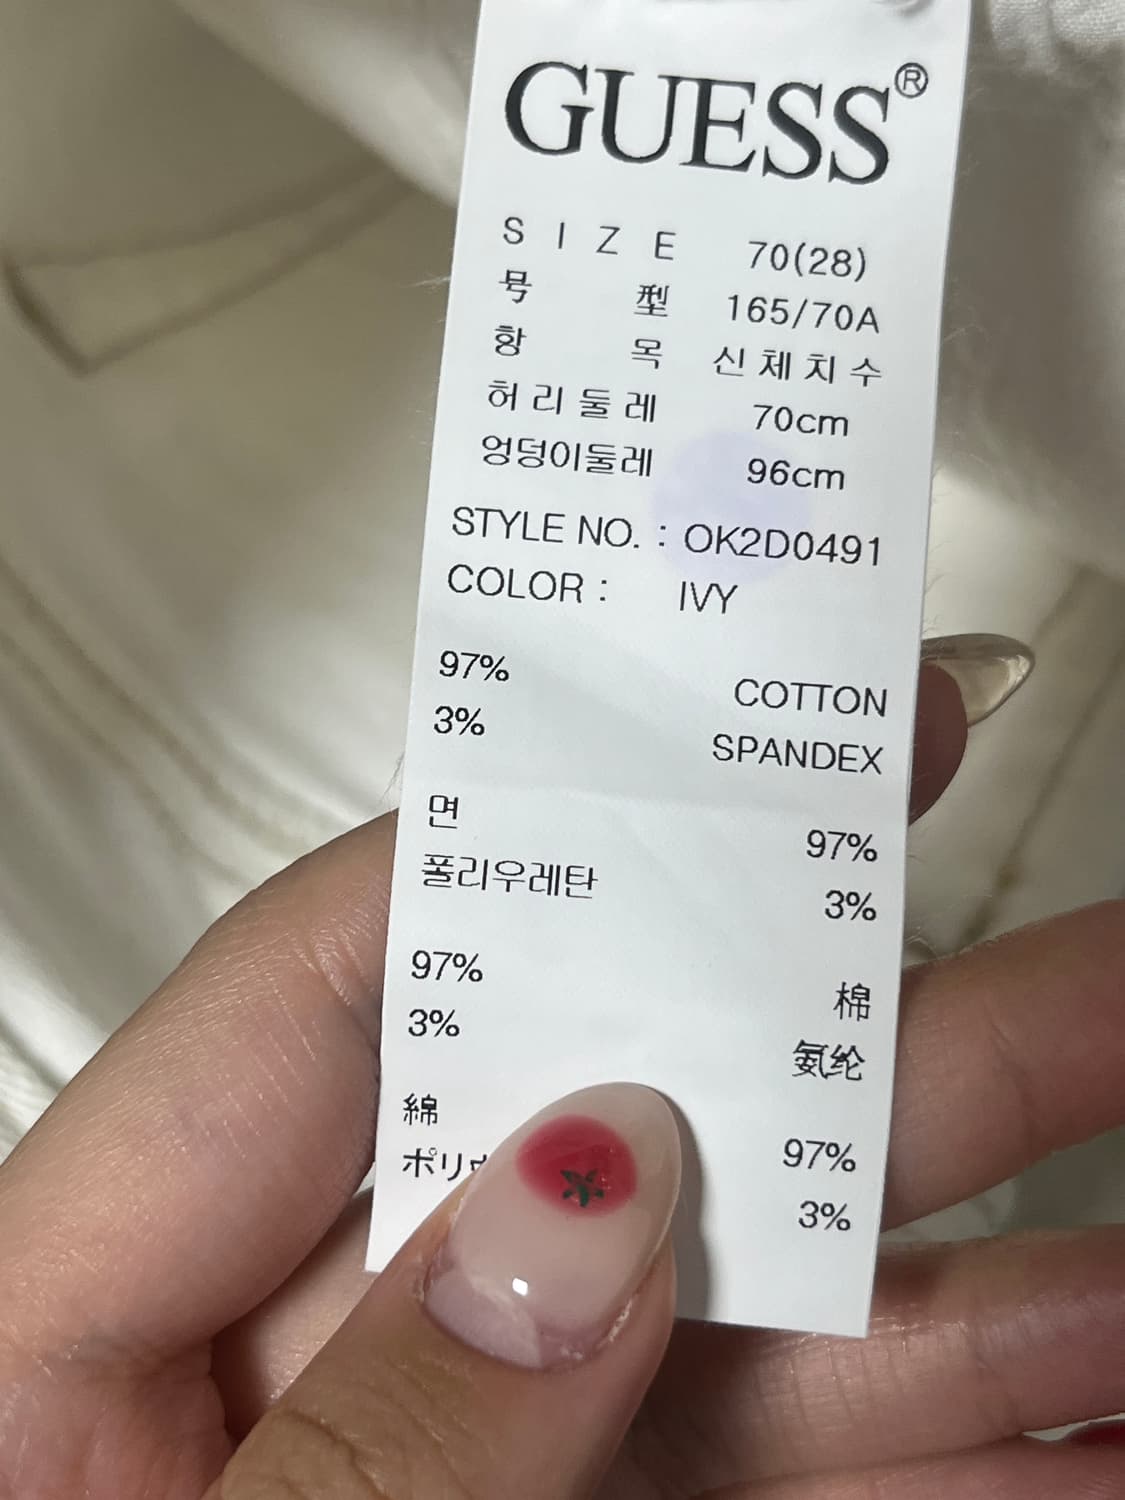 GUESS®
SIZE 70(28)
号型 165/70A
항목 신체치수
허리둘레 70cm
엉덩이둘레 96cm
STYLE NO. : OK2D0491
COLOR : IVY
97% COTTON
3% SPANDEX
면 97%
폴리우레탄 3%
97% 棉
3% 氨纶
綿 97%
3%